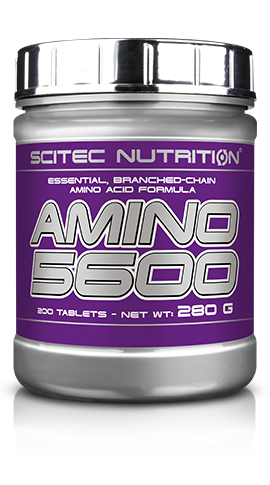 SCITEC NUTRITION®
ESSENTIAL, BRANCHED-CHAIN
AMINO ACID FORMULA
AMINO
5600
200 TABLETS - NET WT: 280 G